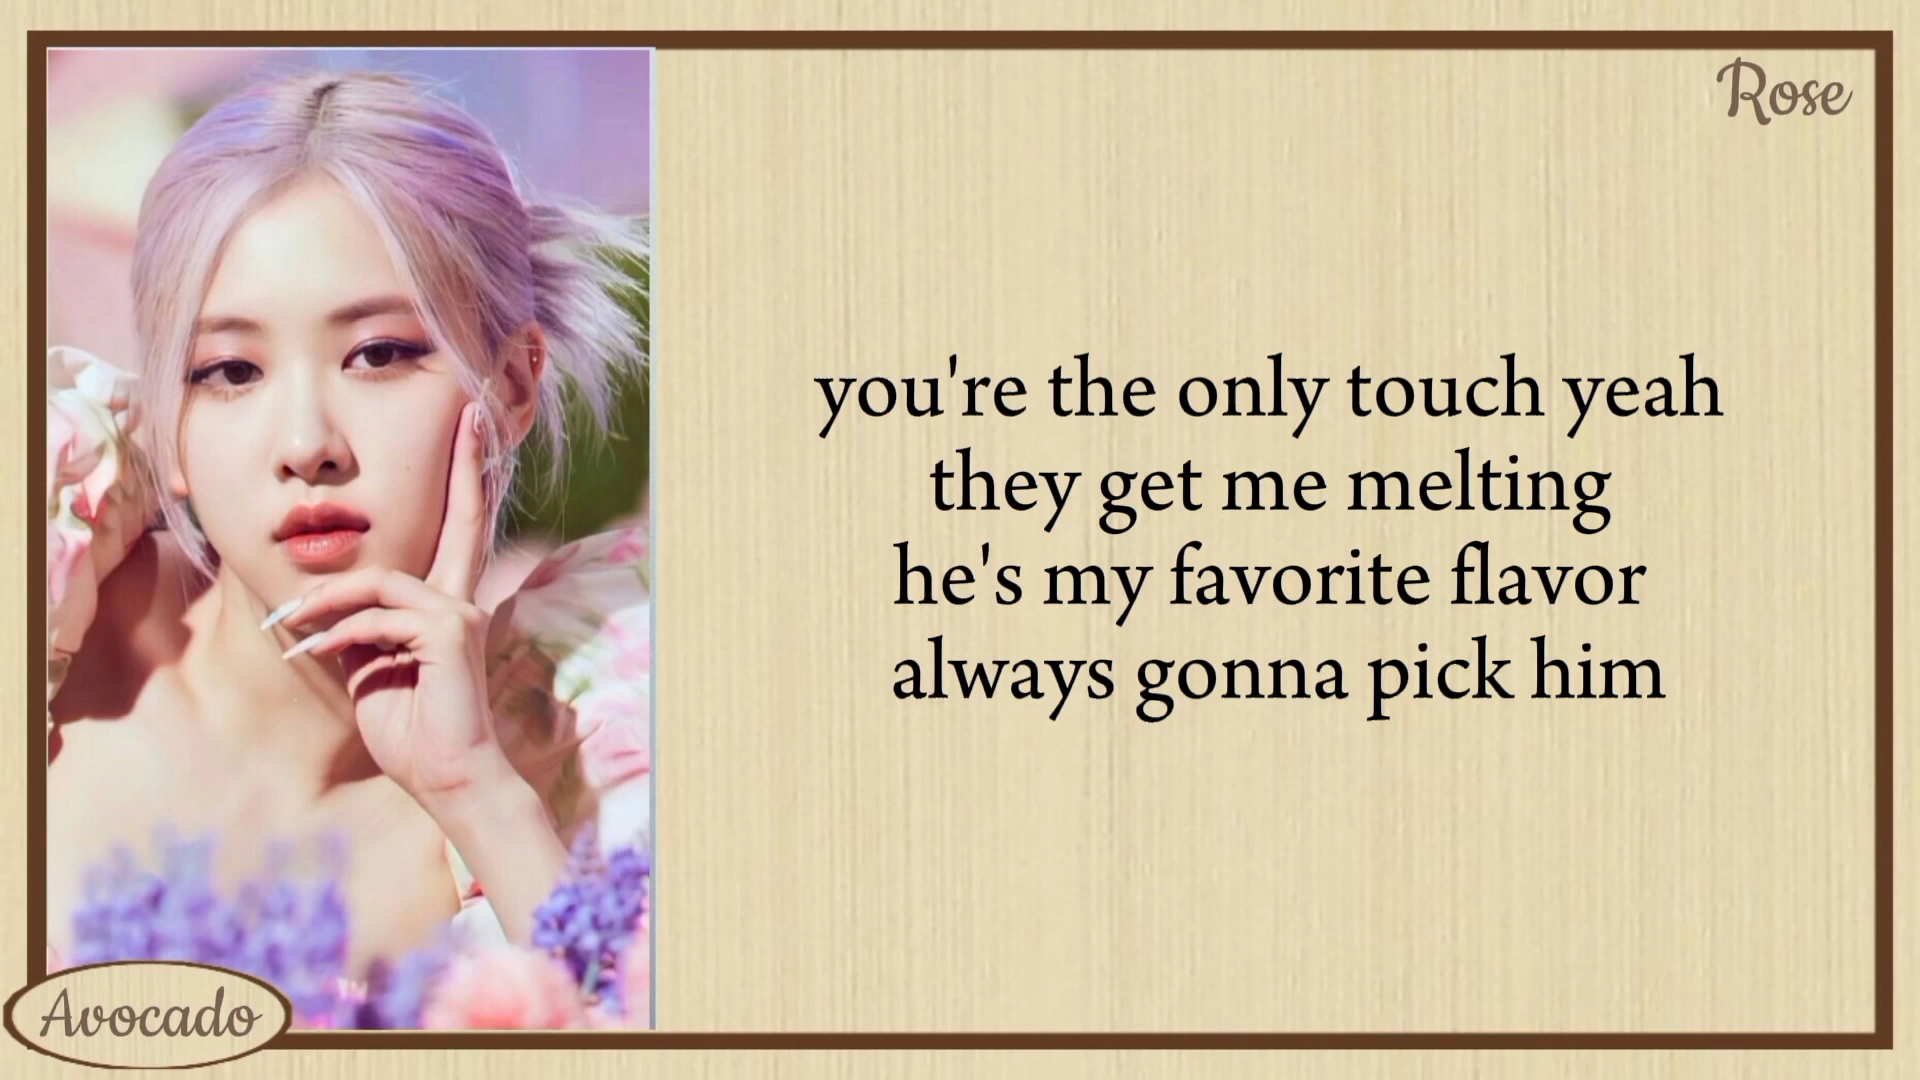 Rose
you're the only touch yeah
they get me melting
he's my favorite flavor
always gonna pick him
Avocado